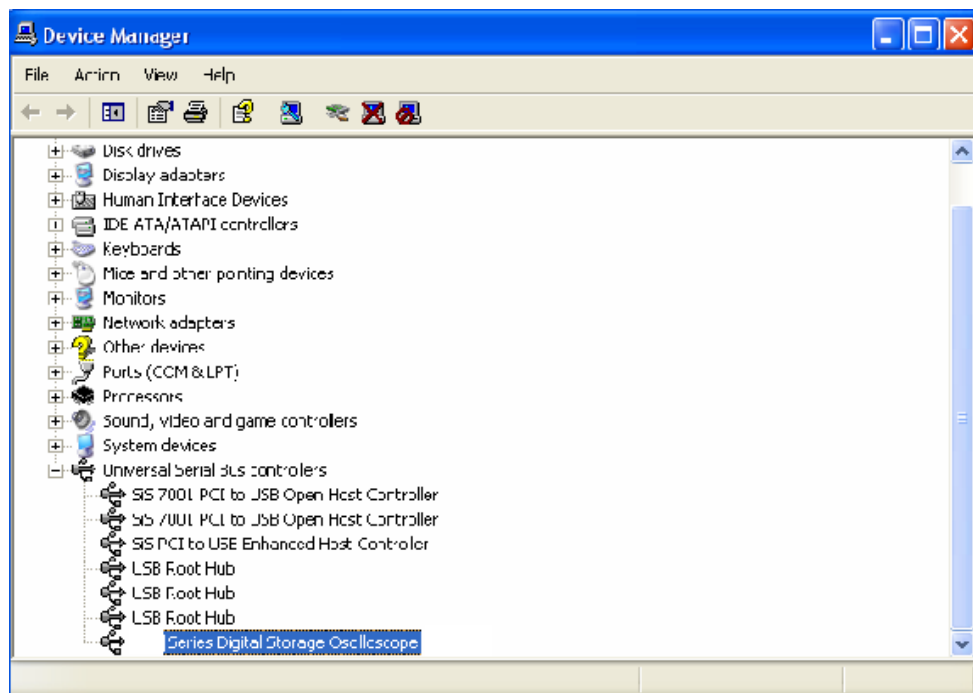 Device Manager
File Action View Help
Disk drives
Display adapters
Human Interface Devices
IDE ATA/ATAPI controllers
Keyboards
Mice and other pointing devices
Monitors
Network adapters
Other devices
Ports (COM & LPT)
Processors
Sound, video and game controllers
System devices
Universal Serial Bus controllers
SiS 7001 PCI to USB Open Host Controller
SiS 7001 PCI to USB Open Host Controller
SiS PCI to USB Enhanced Host Controller
USB Root Hub
USB Root Hub
USB Root Hub
Series Digital Storage Oscilloscope